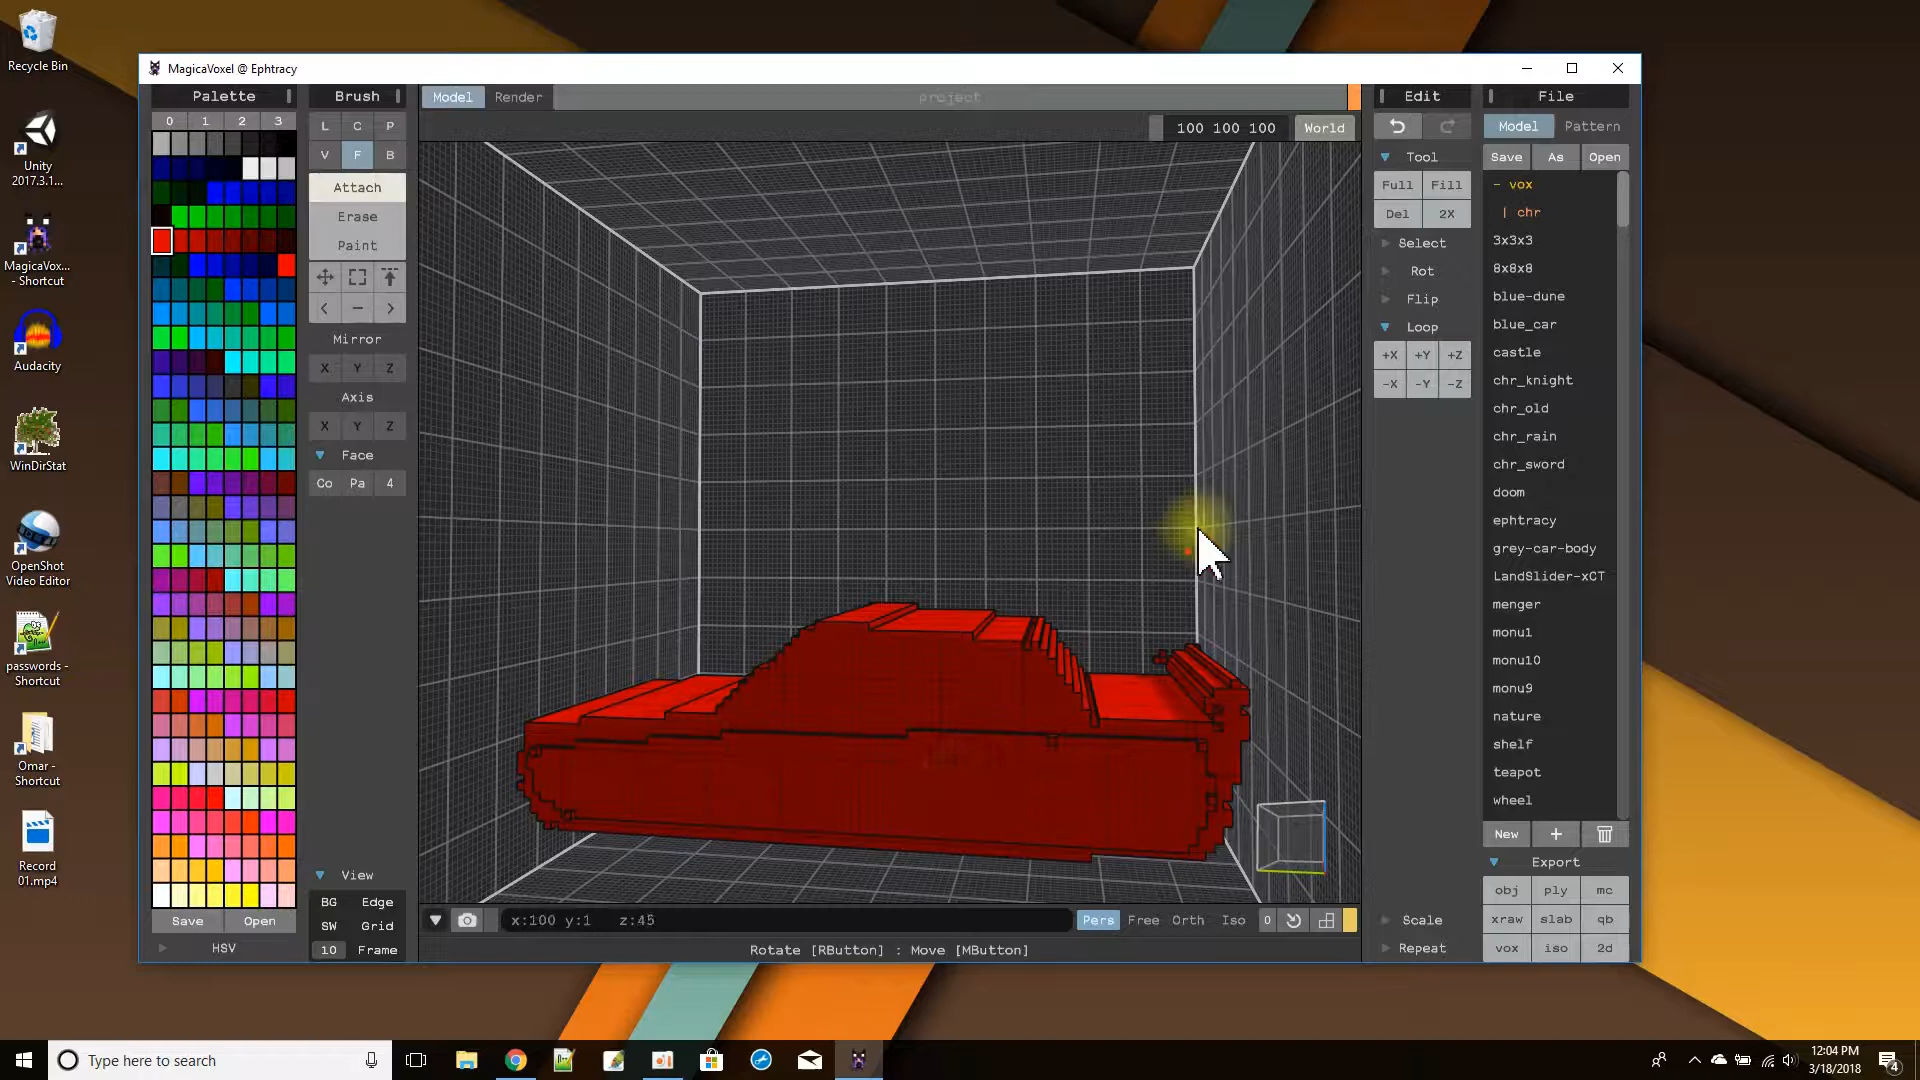 Recycle Bin
Unity
2017.3.1...
MagicaVox...
- Shortcut
Audacity
WinDirStat
OpenShot
Video Editor
passwords -
Shortcut
Omar -
Shortcut
Record
01.mp4
MagicaVoxel @ Ephtracy
Palette
0 1 2 3
Save Open
HSV
Brush
L C P
V F B
Attach
Erase
Paint
< - >
Mirror
X Y Z
Axis
X Y Z
Face
Co Pa 4
View
BG Edge
SW Grid
10 Frame
Model Render
project
100 100 100 World
x:100 y:1 z:45
Pers Free Orth Iso 0
Rotate [RButton] : Move [MButton]
Edit
Tool
Full Fill
Del 2X
Select
Rot
Flip
Loop
+X +Y +Z
-X -Y -Z
Scale
Repeat
File
Model Pattern
Save As Open
- vox
| chr
3x3x3
8x8x8
blue-dune
blue_car
castle
chr_knight
chr_old
chr_rain
chr_sword
doom
ephtracy
grey-car-body
LandSlider-xCT
menger
monu1
monu10
monu9
nature
shelf
teapot
wheel
New +
Export
obj ply mc
xraw slab qb
vox iso 2d
Type here to search
12:04 PM
3/18/2018
4